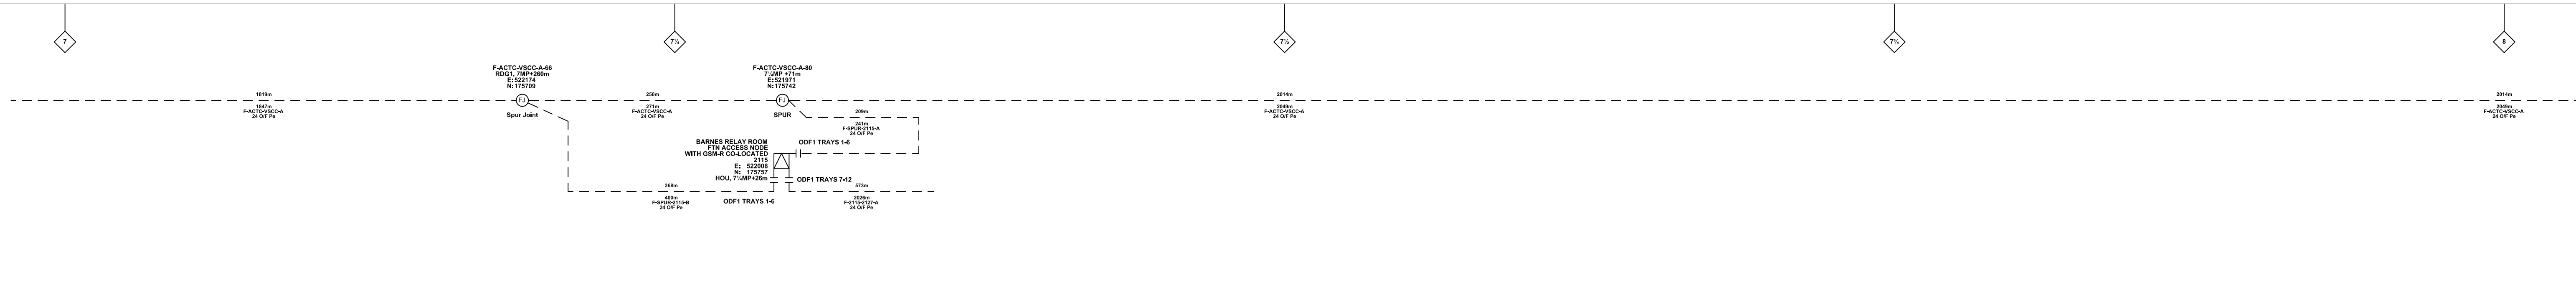 7
7¼
7½
7¾
8
F-ACTC-VSCC-A-66
RDG1, 7MP+260m
E:522174
N:175709
F-ACTC-VSCC-A-80
7¼MP +71m
E:521971
N:175742
1819m
1847m
F-ACTC-VSCC-A
24 O/F Pe
FJ
Spur Joint
250m
271m
F-ACTC-VSCC-A
24 O/F Pe
FJ
SPUR
209m
241m
F-SPUR-2115-A
24 O/F Pe
2014m
2049m
F-ACTC-VSCC-A
24 O/F Pe
2014m
2049m
F-ACTC-VSCC-A
24 O/F Pe
BARNES RELAY ROOM
FTN ACCESS NODE
WITH GSM-R CO-LOCATED
2115
E: 522008
N: 175757
HOU, 7¼MP+26m
ODF1 TRAYS 1-6
ODF1 TRAYS 7-12
368m
400m
F-SPUR-2115-B
24 O/F Pe
ODF1 TRAYS 1-6
573m
2026m
F-2115-2127-A
24 O/F Pe